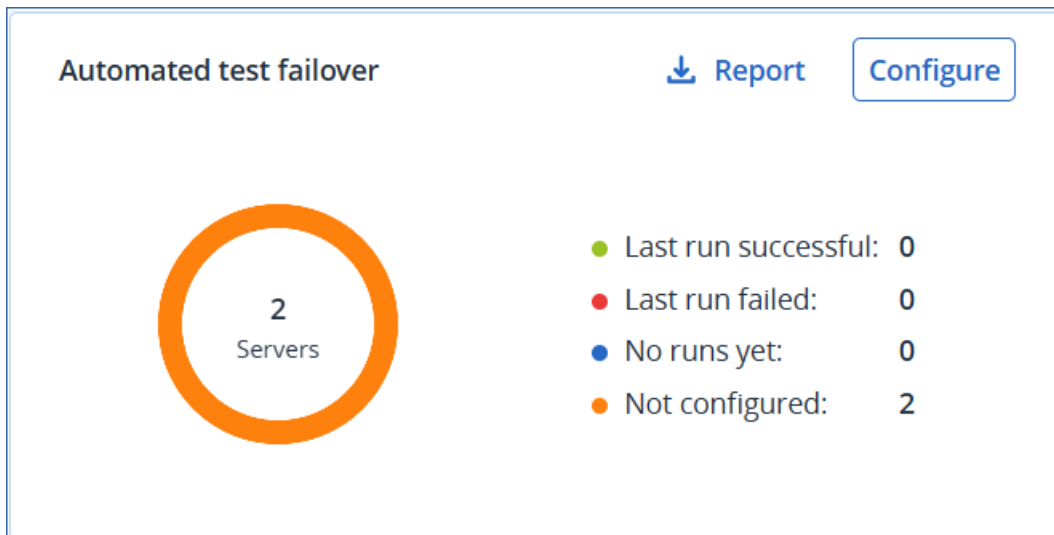 Automated test failover Report Configure
2
Servers
Last run successful: 0
Last run failed: 0
No runs yet: 0
Not configured: 2